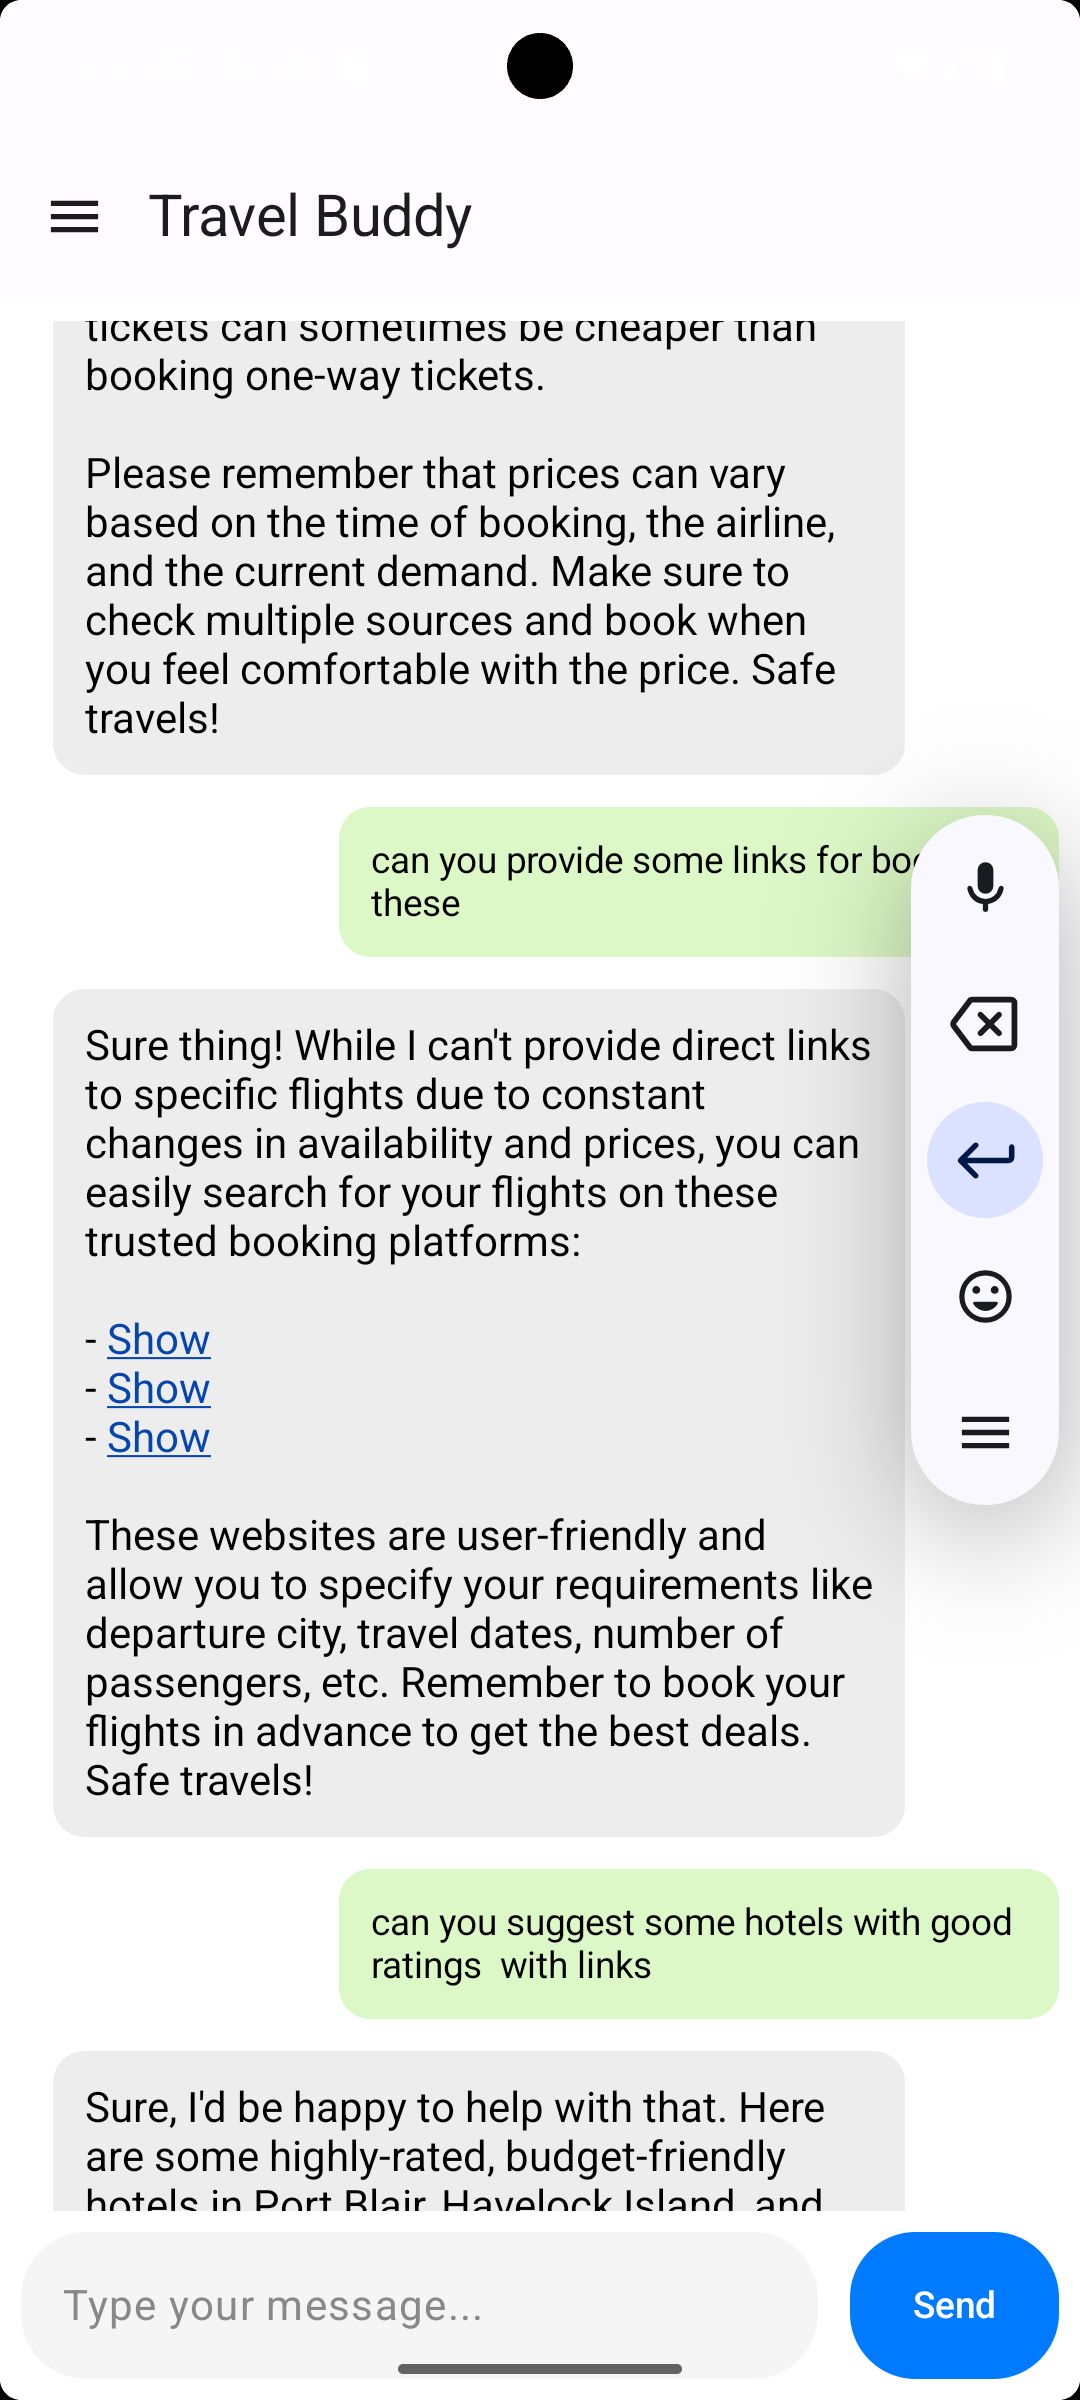 Travel Buddy
tickets can sometimes be cheaper than
booking one-way tickets.
Please remember that prices can vary
based on the time of booking, the airline,
and the current demand. Make sure to
check multiple sources and book when
you feel comfortable with the price. Safe
travels!
can you provide some links for
these
Sure thing! While I can't provide direct links
to specific flights due to constant
changes in availability and prices, you can
easily search for your flights on these
trusted booking platforms:
- Show
- Show
- Show
These websites are user-friendly and
allow you to specify your requirements like
departure city, travel dates, number of
passengers, etc. Remember to book your
flights in advance to get the best deals.
Safe travels!
can you suggest some hotels with good
ratings  with links
Sure, I'd be happy to help with that. Here
are some highly-rated, budget-friendly
hotels in Port Blair, Havelock Island, and
Type your message...
Send